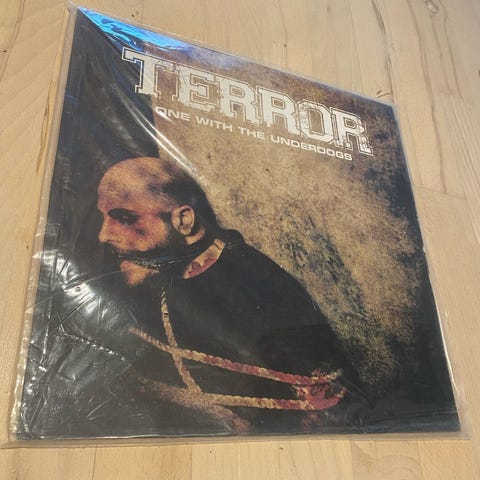 TERROR
ONE WITH THE UNDERDOGS